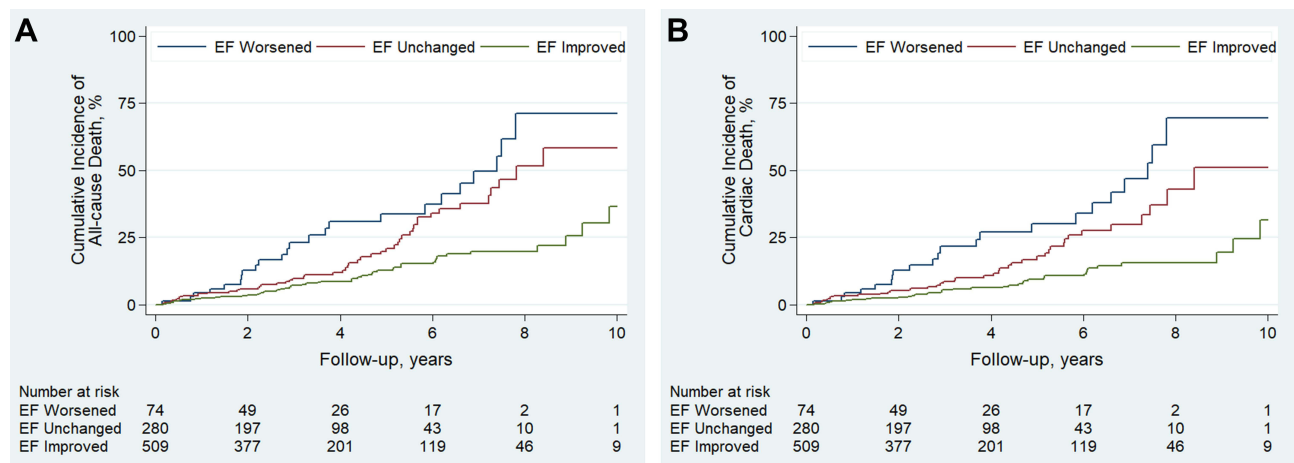 A
EF Worsened EF Unchanged EF Improved
Cumulative Incidence of
All-cause Death, %
100
75
50
25
0
0 2 4 6 8 10
Follow-up, years
Number at risk
EF Worsened 74 49 26 17 2 1
EF Unchanged 280 197 98 43 10 1
EF Improved 509 377 201 119 46 9
B
EF Worsened EF Unchanged EF Improved
Cumulative Incidence of
Cardiac Death, %
100
75
50
25
0
0 2 4 6 8 10
Follow-up, years
Number at risk
EF Worsened 74 49 26 17 2 1
EF Unchanged 280 197 98 43 10 1
EF Improved 509 377 201 119 46 9